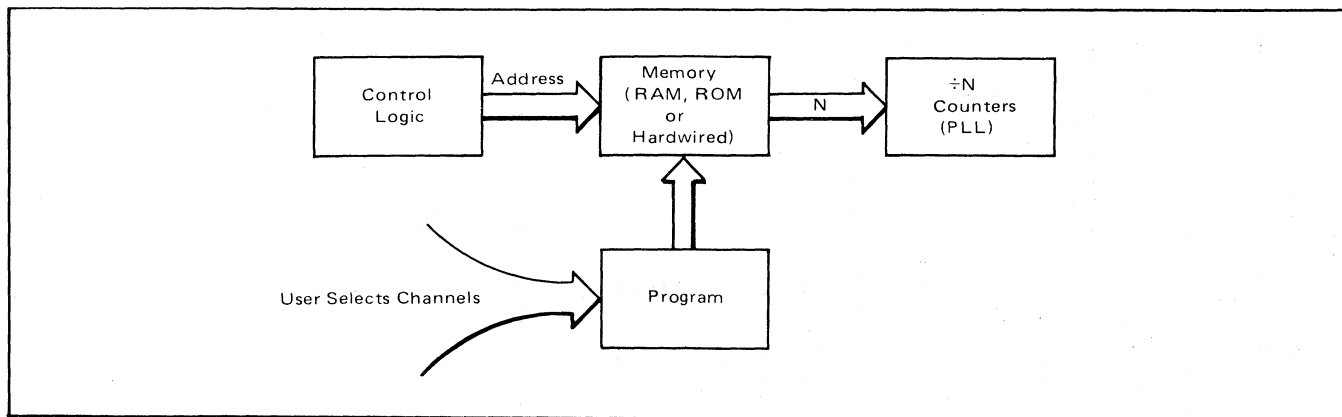 Control
Logic
Address
Memory
(RAM, ROM
or
Hardwired)
N
÷N
Counters
(PLL)
User Selects Channels
Program